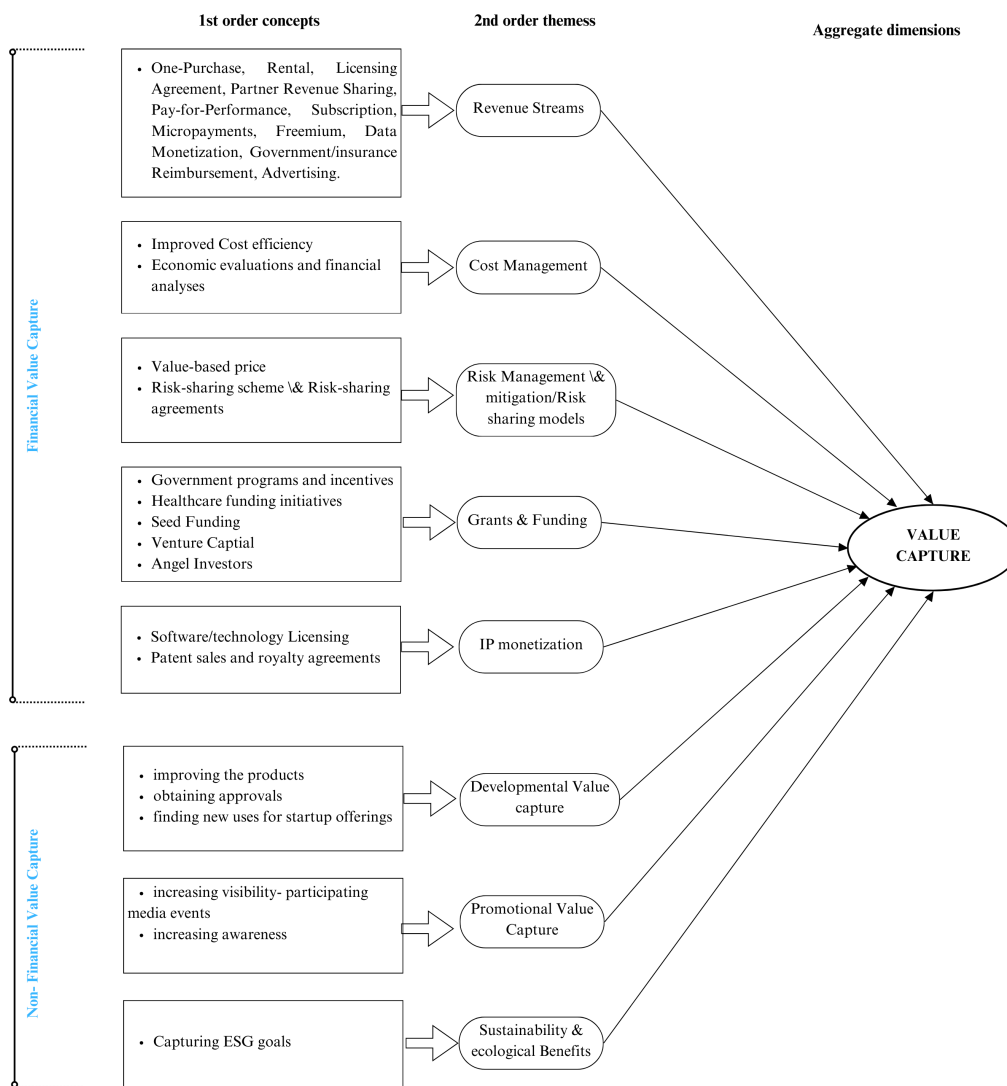 1st order concepts
2nd order themess
Aggregate dimensions
Financial Value Capture
• One-Purchase, Rental, Licensing
Agreement, Partner Revenue Sharing,
Pay-for-Performance, Subscription,
Micropayments, Freemium, Data
Monetization, Government/insurance
Reimbursement, Advertising.
Revenue Streams
• Improved Cost efficiency
• Economic evaluations and financial
analyses
Cost Management
• Value-based price
• Risk-sharing scheme \& Risk-sharing
agreements
Risk Management \&
mitigation/Risk
sharing models
• Government programs and incentives
• Healthcare funding initiatives
• Seed Funding
• Venture Captial
• Angel Investors
Grants & Funding
VALUE
CAPTURE
• Software/technology Licensing
• Patent sales and royalty agreements
IP monetization
Non- Financial Value Capture
• improving the products
• obtaining approvals
• finding new uses for startup offerings
Developmental Value
capture
• increasing visibility- participating
media events
• increasing awareness
Promotional Value
Capture
• Capturing ESG goals
Sustainability &
ecological Benefits